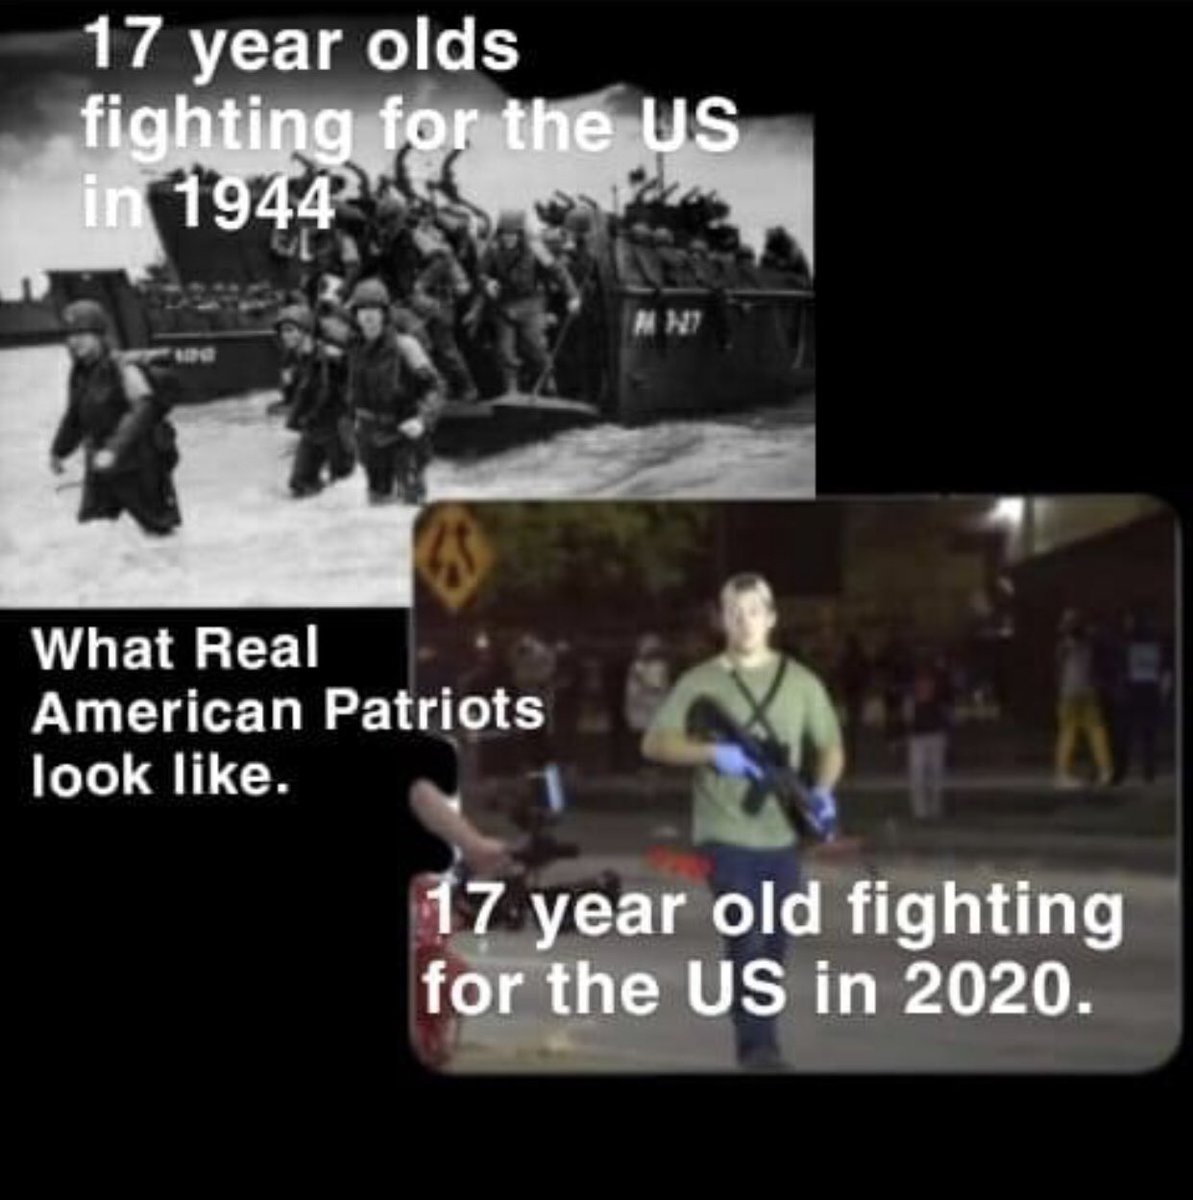 17 year olds
fighting for the US
in 1944
What Real
American Patriots
look like.
17 year old fighting
for the US in 2020.